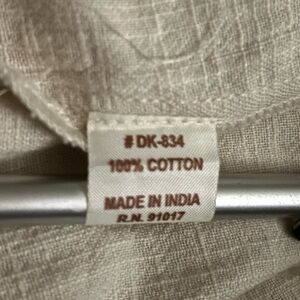 # DK-834
100% COTTON
MADE IN INDIA
R.N. 91017